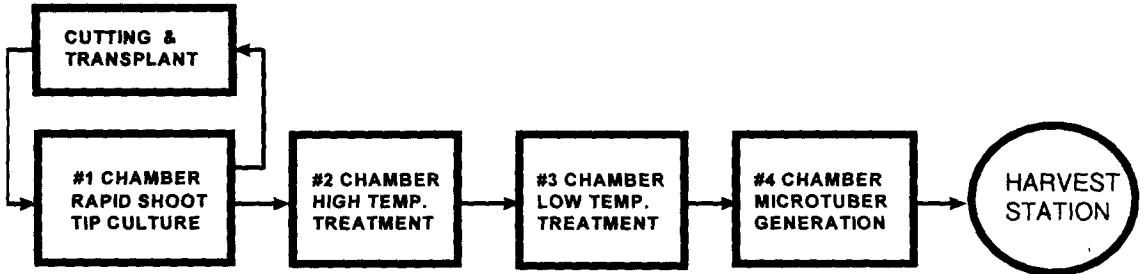 CUTTING &
TRANSPLANT
#1 CHAMBER
RAPID SHOOT
TIP CULTURE
#2 CHAMBER
HIGH TEMP.
TREATMENT
#3 CHAMBER
LOW TEMP.
TREATMENT
#4 CHAMBER
MICROTUBER
GENERATION
HARVEST
STATION